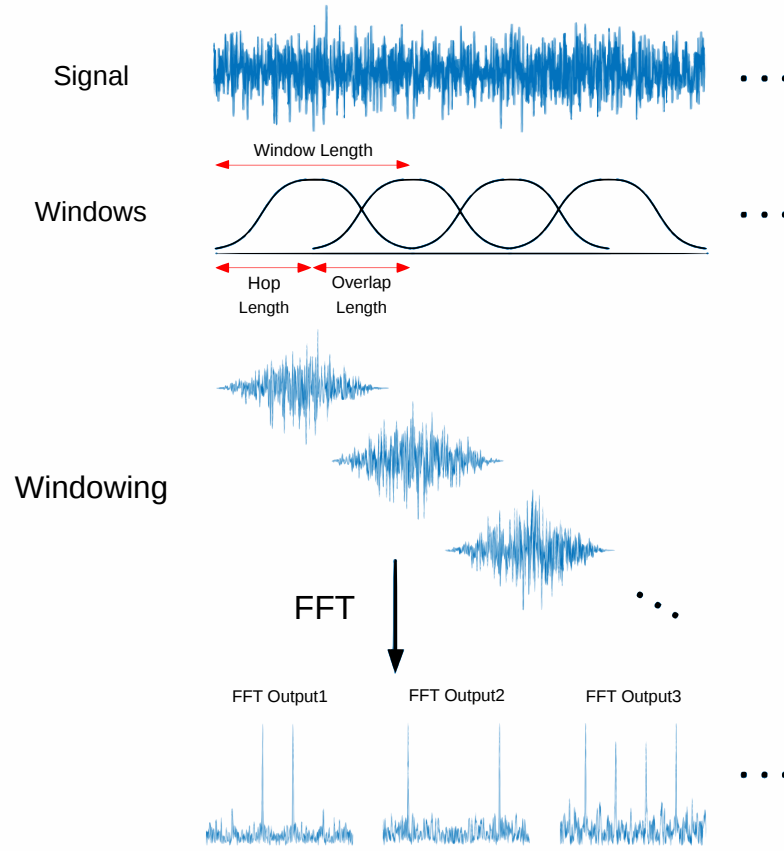 Signal
Window Length
Windows
Hop
Length
Overlap
Length
Windowing
FFT
FFT Output1
FFT Output2
FFT Output3